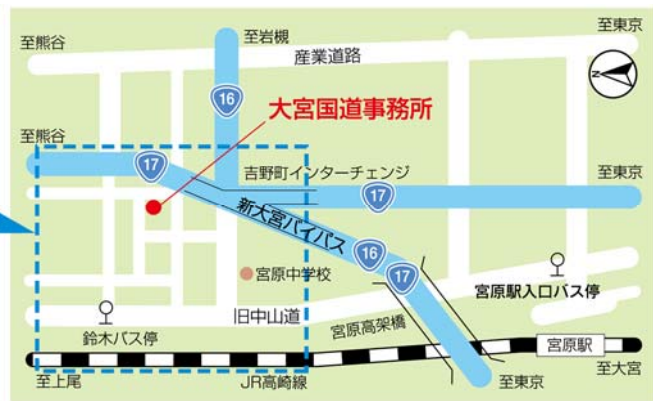 至熊谷
至岩槻
産業道路
至東京
N
16
大宮国道事務所
至熊谷
17
吉野町インターチェンジ
17
至東京
新大宮バイパス
16
17
宮原中学校
宮原駅入口バス停
旧中山道
鈴木バス停
宮原高架橋
宮原駅
至上尾
JR高崎線
至東京
至大宮